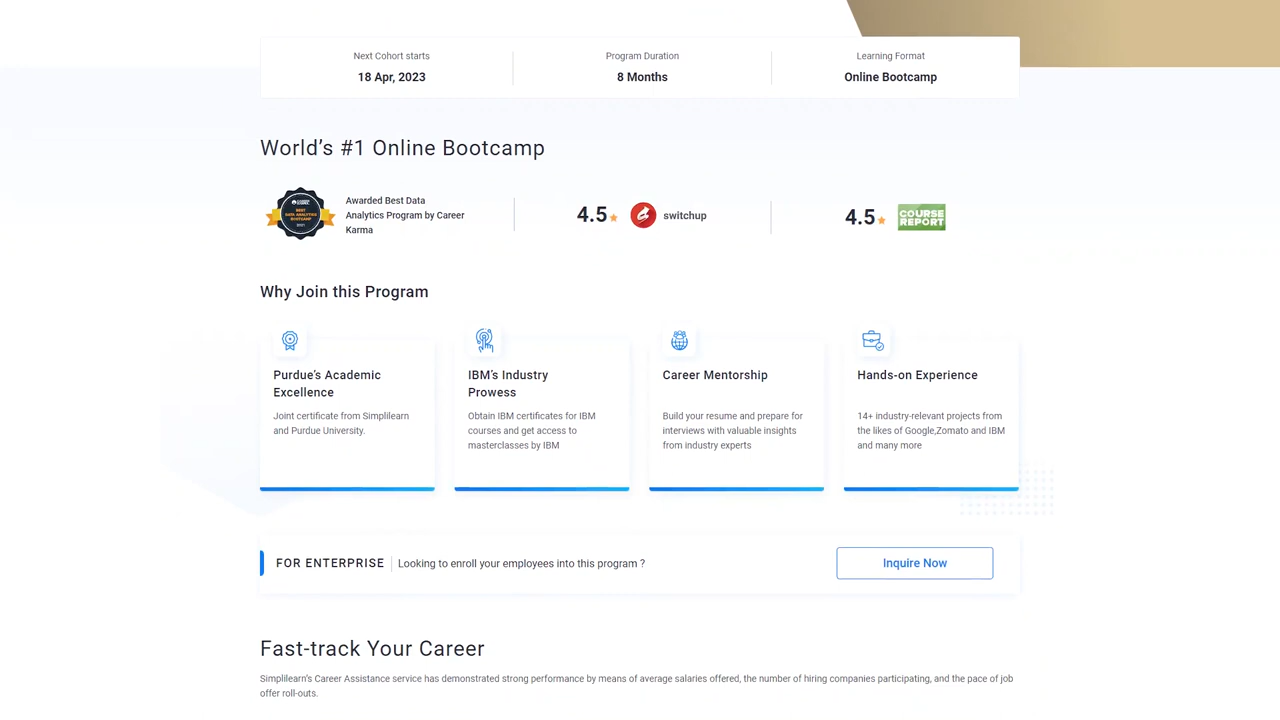 Next Cohort starts
18 Apr, 2023
Program Duration
8 Months
Learning Format
Online Bootcamp
World's #1 Online Bootcamp
BEST
DATA ANALYTICS
BOOTCAMP
2021
Awarded Best Data
Analytics Program by Career
Karma
4.5
switchup
4.5
COURSE
REPORT
Why Join this Program
Purdue's Academic
Excellence
Joint certificate from Simplilearn
and Purdue University.
IBM's Industry
Prowess
Obtain IBM certificates for IBM
courses and get access to
masterclasses by IBM
Career Mentorship
Build your resume and prepare for
interviews with valuable insights
from industry experts
Hands-on Experience
14+ industry-relevant projects from
the likes of Google,Zomato and IBM
and many more
FOR ENTERPRISE
Looking to enroll your employees into this program ?
Inquire Now
Fast-track Your Career
Simplilearn's Career Assistance service has demonstrated strong performance by means of average salaries offered, the number of hiring companies participating, and the pace of job
offer roll-outs.